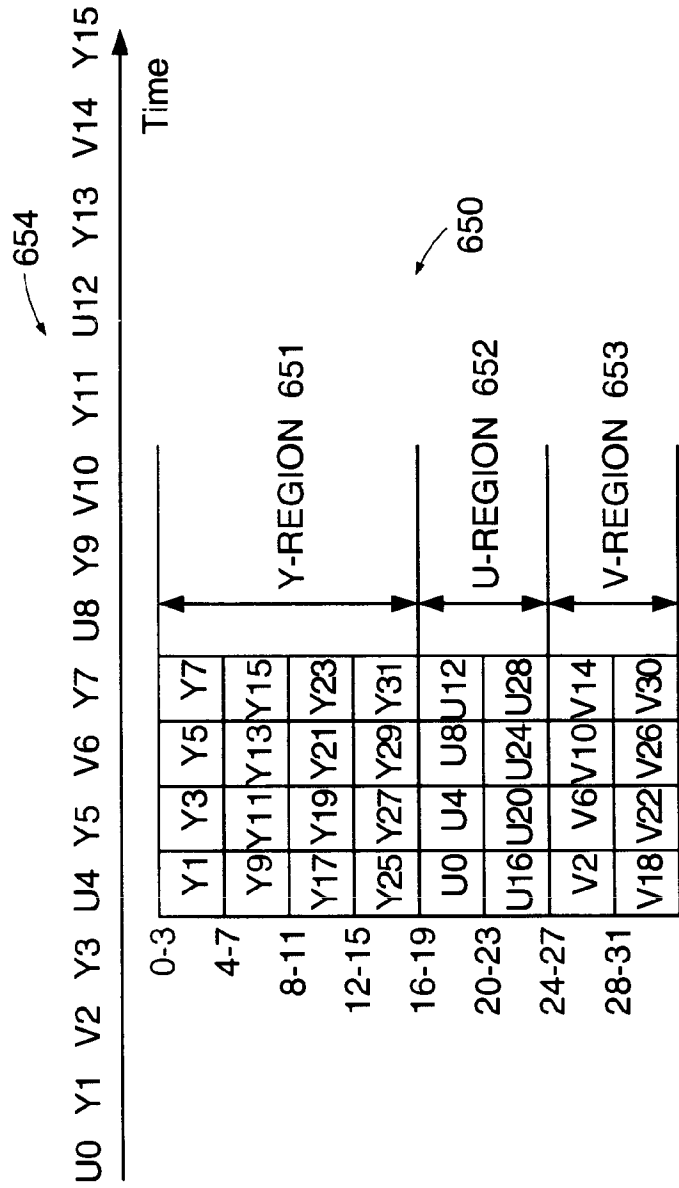 654
U0 Y1 V2 Y3 U4 Y5 V6 Y7 U8 Y9 V10 Y11 U12 Y13 V14 Y15
Time
650
0-3 Y1 Y3 Y5 Y7
4-7 Y9 Y11 Y13 Y15
8-11 Y17 Y19 Y21 Y23
12-15 Y25 Y27 Y29 Y31
16-19 U0 U4 U8 U12
20-23 U16 U20 U24 U28
24-27 V2 V6 V10 V14
28-31 V18 V22 V26 V30
Y-REGION 651
U-REGION 652
V-REGION 653